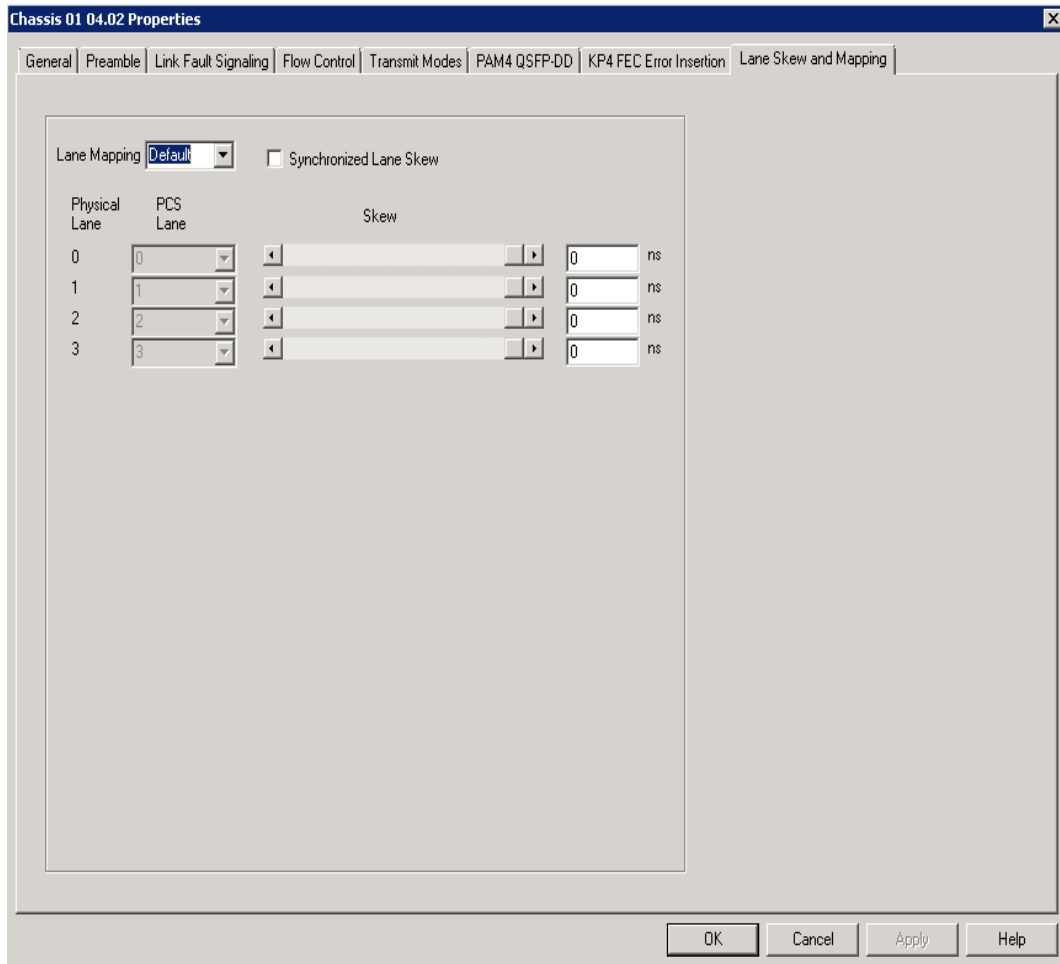 Chassis 01 04.02 Properties
General Preamble Link Fault Signaling Flow Control Transmit Modes PAM4 QSFP-DD KP4 FEC Error Insertion Lane Skew and Mapping
Lane Mapping Default Synchronized Lane Skew
Physical Lane PCS Lane Skew
0 0 0 ns
1 1 0 ns
2 2 0 ns
3 3 0 ns
OK Cancel Apply Help